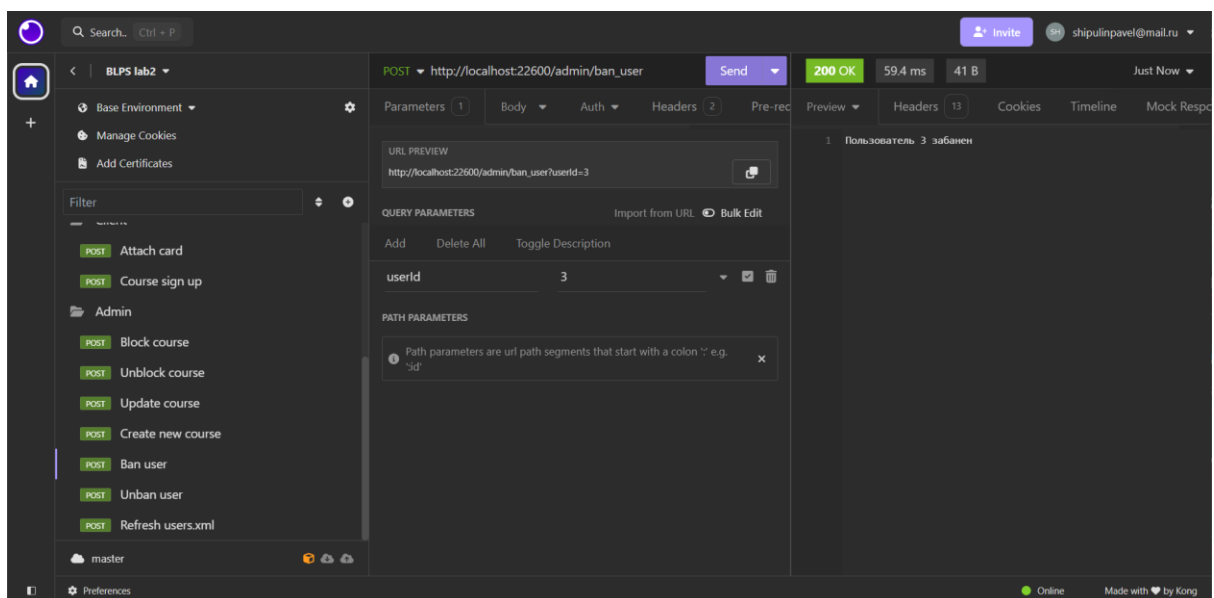 Search.. Ctrl + P
Invite
SH shipulinpavel@mail.ru
BLPS lab2
Base Environment
Manage Cookies
Add Certificates
Filter
Client
POST Attach card
POST Course sign up
Admin
POST Block course
POST Unblock course
POST Update course
POST Create new course
POST Ban user
POST Unban user
POST Refresh users.xml
master
Preferences
POST http://localhost:22600/admin/ban_user Send
Parameters 1 Body Auth Headers 2 Pre-rec
URL PREVIEW
http://localhost:22600/admin/ban_user?userId=3
QUERY PARAMETERS Import from URL Bulk Edit
Add Delete All Toggle Description
userId 3
PATH PARAMETERS
Path parameters are url path segments that start with a colon ':' e.g.
':id'
200 OK 59.4 ms 41 B Just Now
Preview Headers 13 Cookies Timeline Mock Respo
1 Пользователь 3 забанен
Online Made with ♥ by Kong